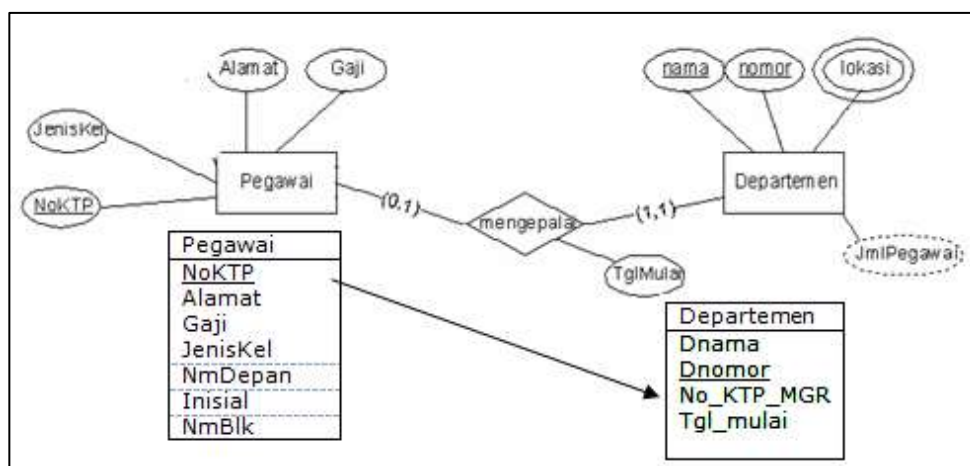 Alamat
Gaji
nama
nomor
lokasi
JenisKel
Pegawai
Departemen
NoKTP
(0,1)
mengepalai
(1,1)
TglMulai
JmlPegawai
Pegawai
NoKTP
Alamat
Gaji
JenisKel
NmDepan
Inisial
NmBlk
Departemen
Dnama
Dnomor
No_KTP_MGR
Tgl_mulai